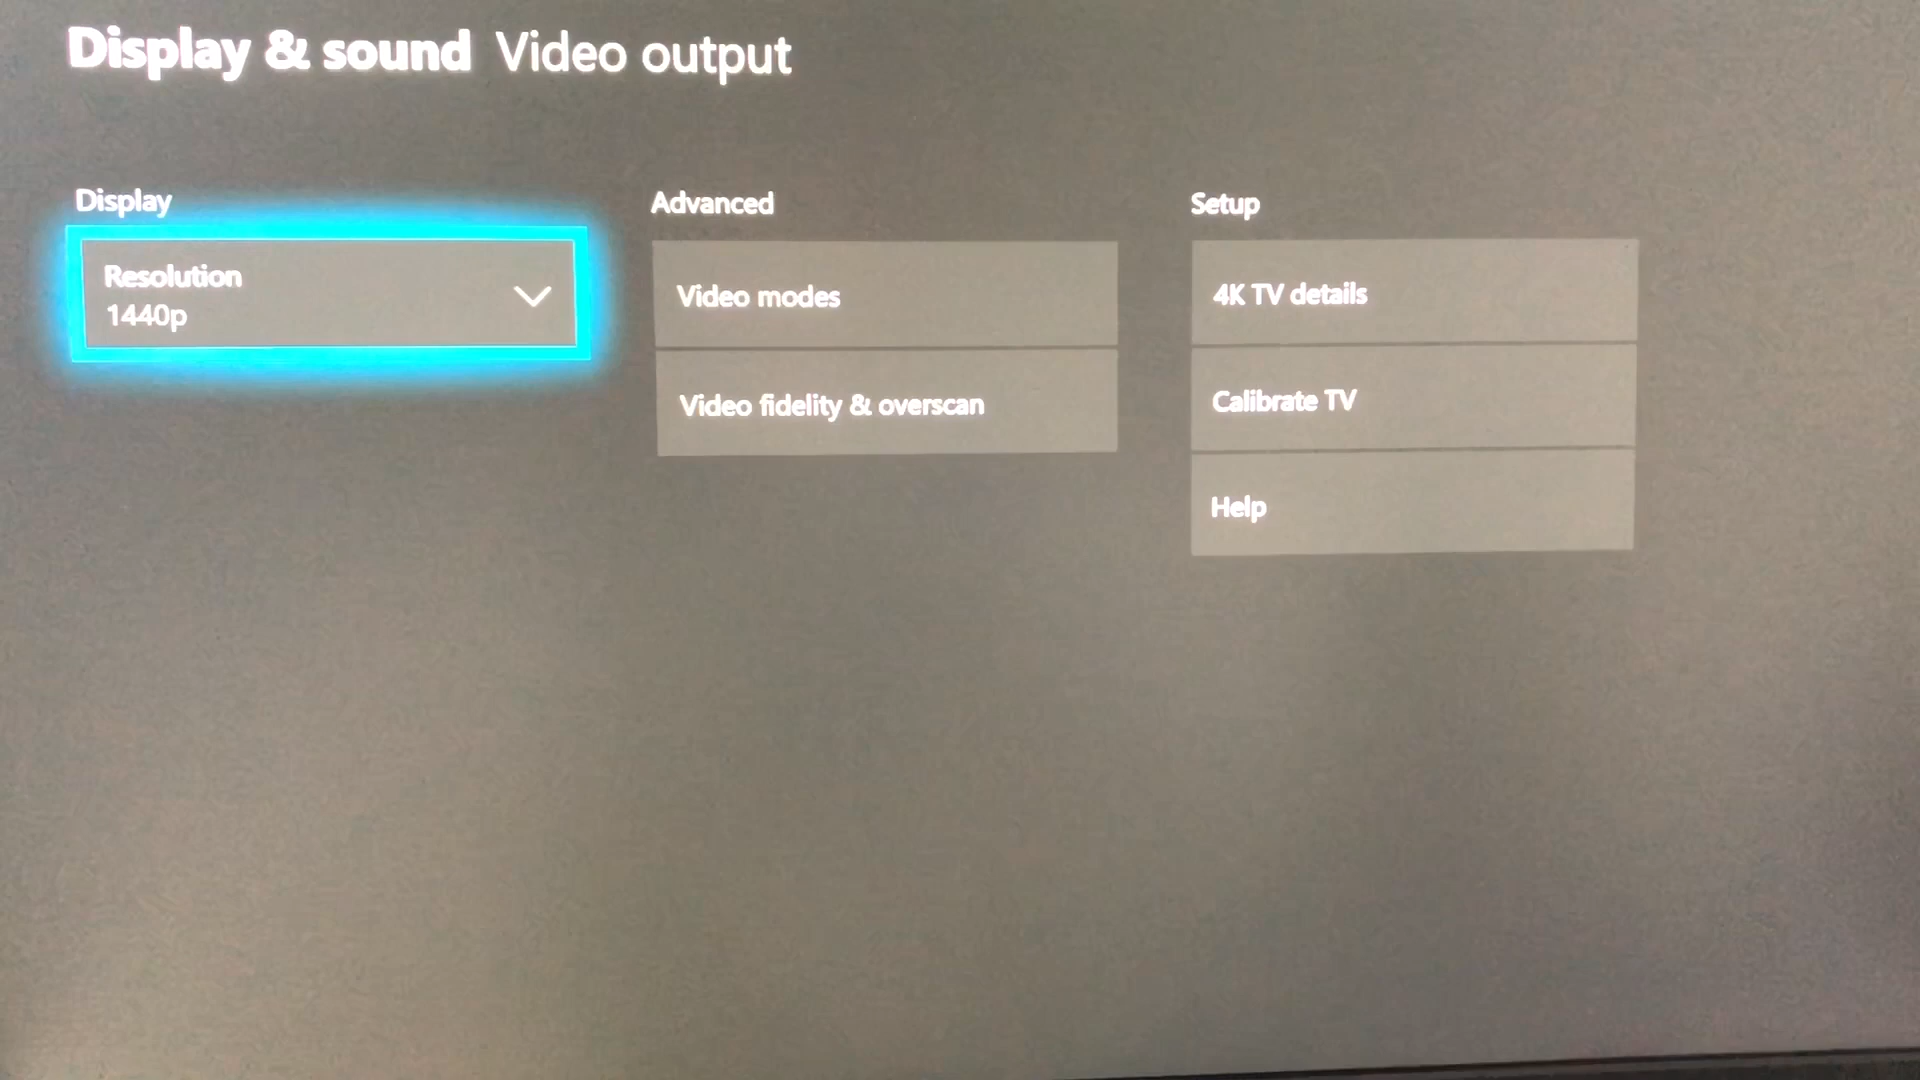 Display & sound Video output
Display
Resolution
1440p
Advanced
Video modes
Video fidelity & overscan
Setup
4K TV details
Calibrate TV
Help